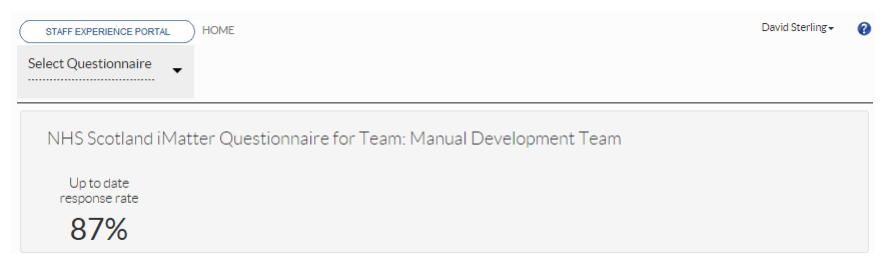 STAFF EXPERIENCE PORTAL HOME David Sterling ?
Select Questionnaire
NHS Scotland iMatter Questionnaire for Team: Manual Development Team
Up to date
response rate
87%